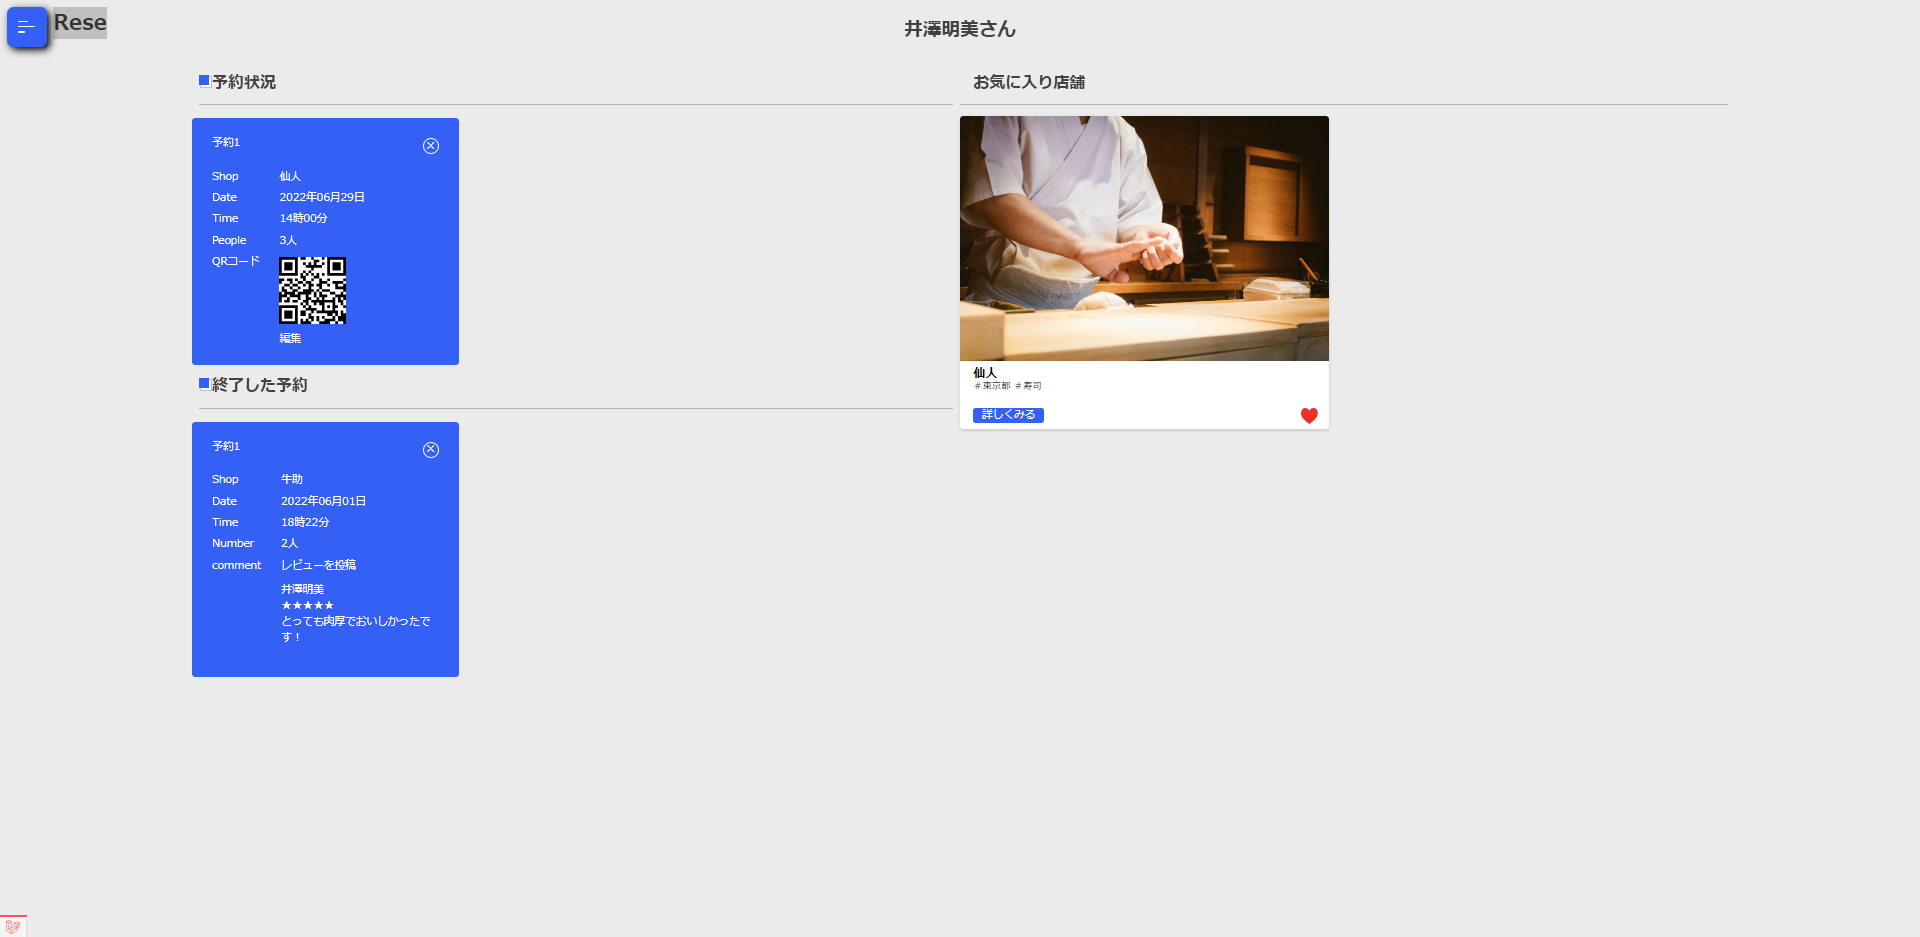 Rese
井澤明美さん
予約状況
予約1
Shop 仙人
Date 2022年06月29日
Time 14時00分
People 3人
QRコード
編集
終了した予約
予約1
Shop 牛助
Date 2022年06月01日
Time 18時22分
Number 2人
comment レビューを投稿
井澤明美
★★★★★
とっても肉厚でおいしかったで
す！
お気に入り店舗
仙人
＃東京都 ＃寿司
詳しくみる